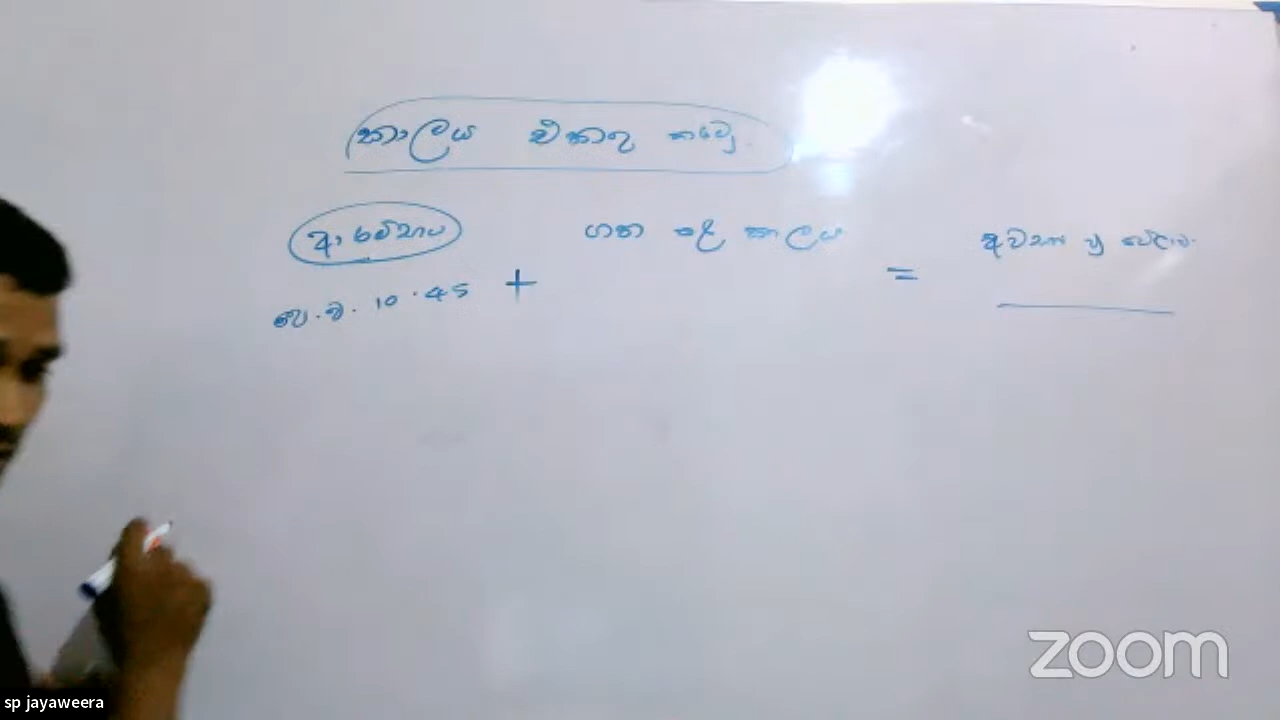 කාලය එකතු කරමු.
ආරම්භය ගත වූ කාලය අවසන් වූ වේලාව.
පෙ.ව. 10.45 + =
zoom
sp jayaweera